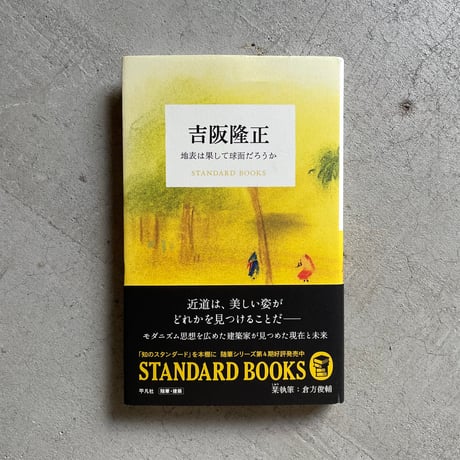 吉阪隆正
地表は果して球面だろうか
STANDARD BOOKS
近道は、美しい姿が
どれかを見つけることだ――
モダニズム思想を広めた建築家が見つめた現在と未来
「知のスタンダード」を本棚に 随筆シリーズ第4期好評発売中
STANDARD BOOKS
平凡社 随筆・建築
栞執筆:倉方俊輔